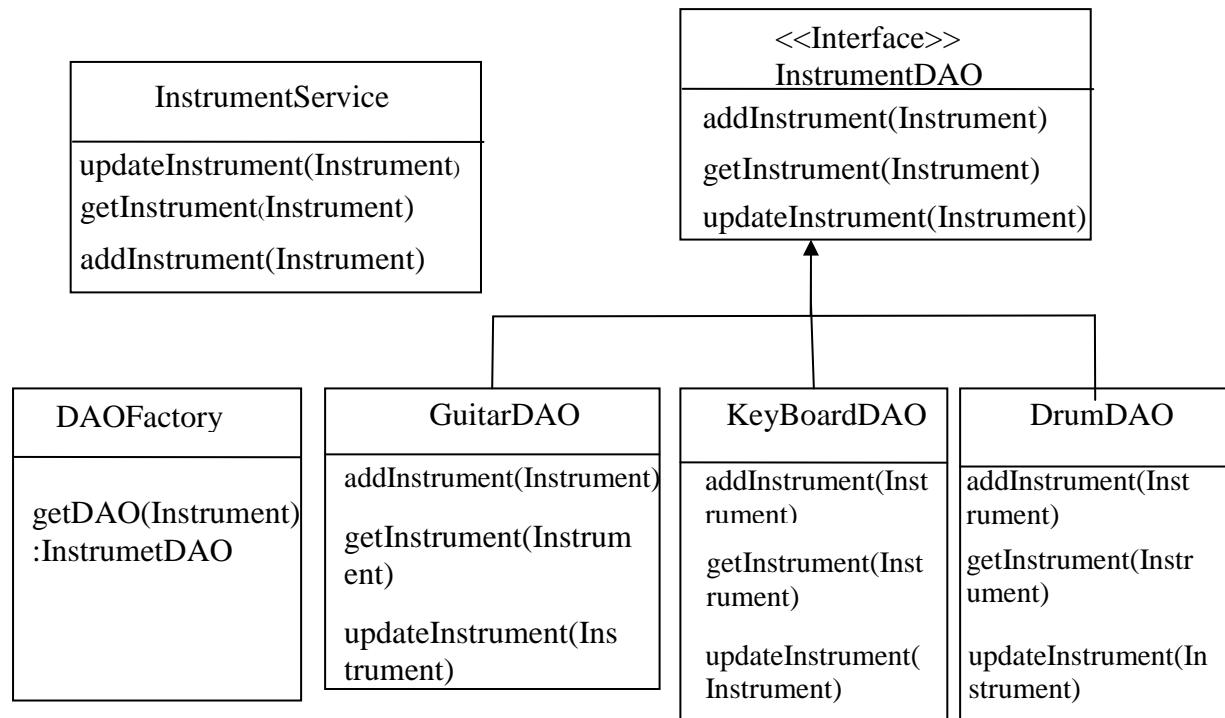 InstrumentService
updateInstrument(Instrument)
getInstrument(Instrument)
addInstrument(Instrument)
<<Interface>>
InstrumentDAO
addInstrument(Instrument)
getInstrument(Instrument)
updateInstrument(Instrument)
DAOFactory
getDAO(Instrument)
:InstrumetDAO
GuitarDAO
addInstrument(Instrument)
getInstrument(Instrum
ent)
updateInstrument(Ins
trument)
KeyBoardDAO
addInstrument(Inst
rument)
getInstrument(Inst
rument)
updateInstrument(
Instrument)
DrumDAO
addInstrument(Inst
rument)
getInstrument(Instr
ument)
updateInstrument(In
strument)